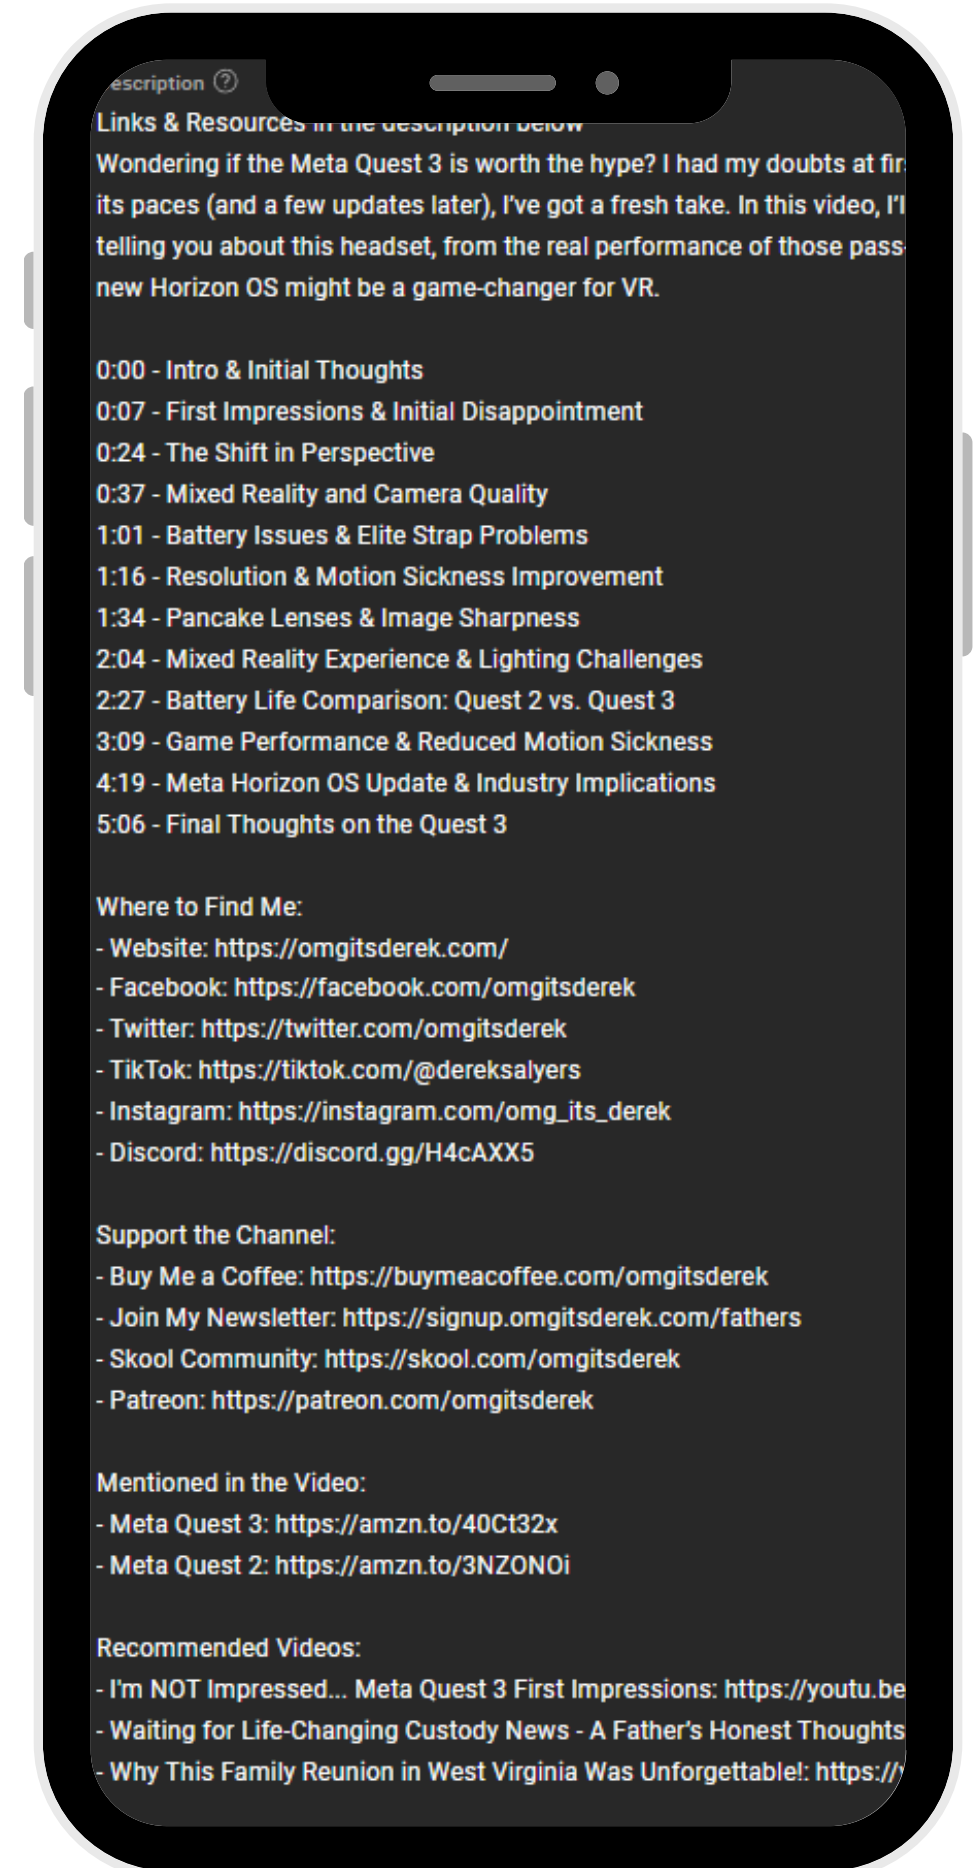 escription ?
Links & Resources in the description below
Wondering if the Meta Quest 3 is worth the hype? I had my doubts at fir
its paces (and a few updates later), I've got a fresh take. In this video, I'l
telling you about this headset, from the real performance of those pass-
new Horizon OS might be a game-changer for VR.
0:00 - Intro & Initial Thoughts
0:07 - First Impressions & Initial Disappointment
0:24 - The Shift in Perspective
0:37 - Mixed Reality and Camera Quality
1:01 - Battery Issues & Elite Strap Problems
1:16 - Resolution & Motion Sickness Improvement
1:34 - Pancake Lenses & Image Sharpness
2:04 - Mixed Reality Experience & Lighting Challenges
2:27 - Battery Life Comparison: Quest 2 vs. Quest 3
3:09 - Game Performance & Reduced Motion Sickness
4:19 - Meta Horizon OS Update & Industry Implications
5:06 - Final Thoughts on the Quest 3
Where to Find Me:
- Website: https://omgitsderek.com/
- Facebook: https://facebook.com/omgitsderek
- Twitter: https://twitter.com/omgitsderek
- TikTok: https://tiktok.com/@dereksalyers
- Instagram: https://instagram.com/omg_its_derek
- Discord: https://discord.gg/H4cAXX5
Support the Channel:
- Buy Me a Coffee: https://buymeacoffee.com/omgitsderek
- Join My Newsletter: https://signup.omgitsderek.com/fathers
- Skool Community: https://skool.com/omgitsderek
- Patreon: https://patreon.com/omgitsderek
Mentioned in the Video:
- Meta Quest 3: https://amzn.to/40Ct32x
- Meta Quest 2: https://amzn.to/3NZONOi
Recommended Videos:
- I'm NOT Impressed... Meta Quest 3 First Impressions: https://youtu.be
- Waiting for Life-Changing Custody News - A Father's Honest Thoughts
- Why This Family Reunion in West Virginia Was Unforgettable!: https://